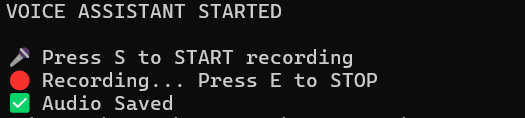 VOICE ASSISTANT STARTED
🎤 Press S to START recording
🔴 Recording... Press E to STOP
✅ Audio Saved